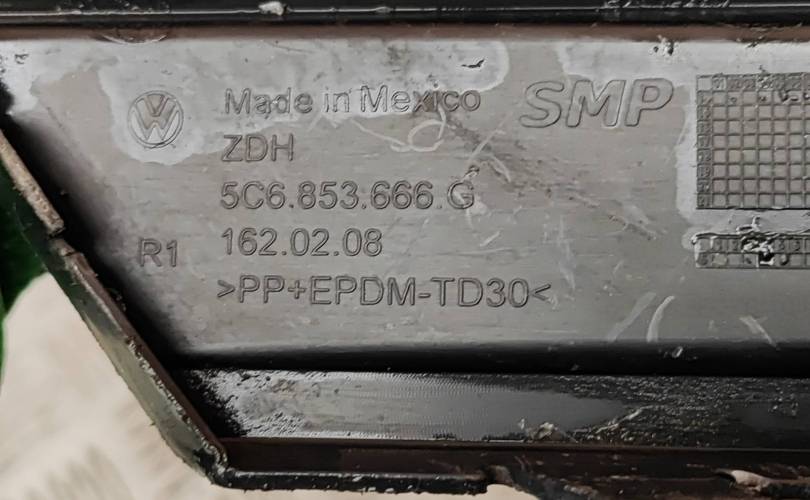 Made in Mexico
SMP
ZDH
5C6.853.666.G
R1 162.02.08
>PP+EPDM-TD30<